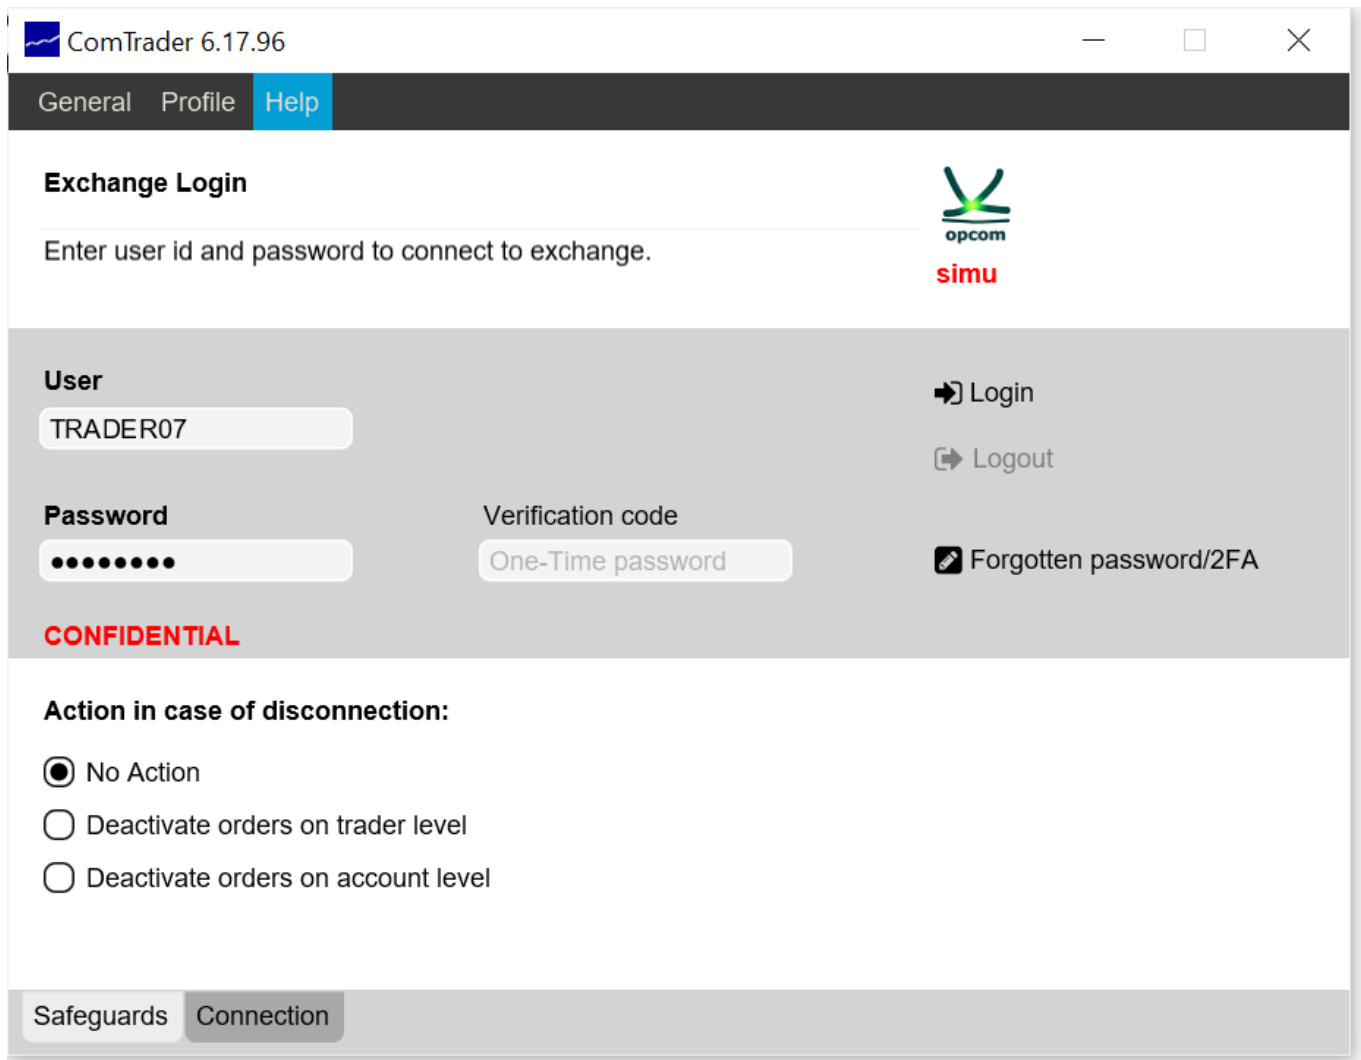 ComTrader 6.17.96
General Profile Help
Exchange Login
Enter user id and password to connect to exchange.
opcom
simu
User
TRADER07
Login
Logout
Password
Verification code
••••••••
One-Time password
Forgotten password/2FA
CONFIDENTIAL
Action in case of disconnection:
No Action
Deactivate orders on trader level
Deactivate orders on account level
Safeguards Connection